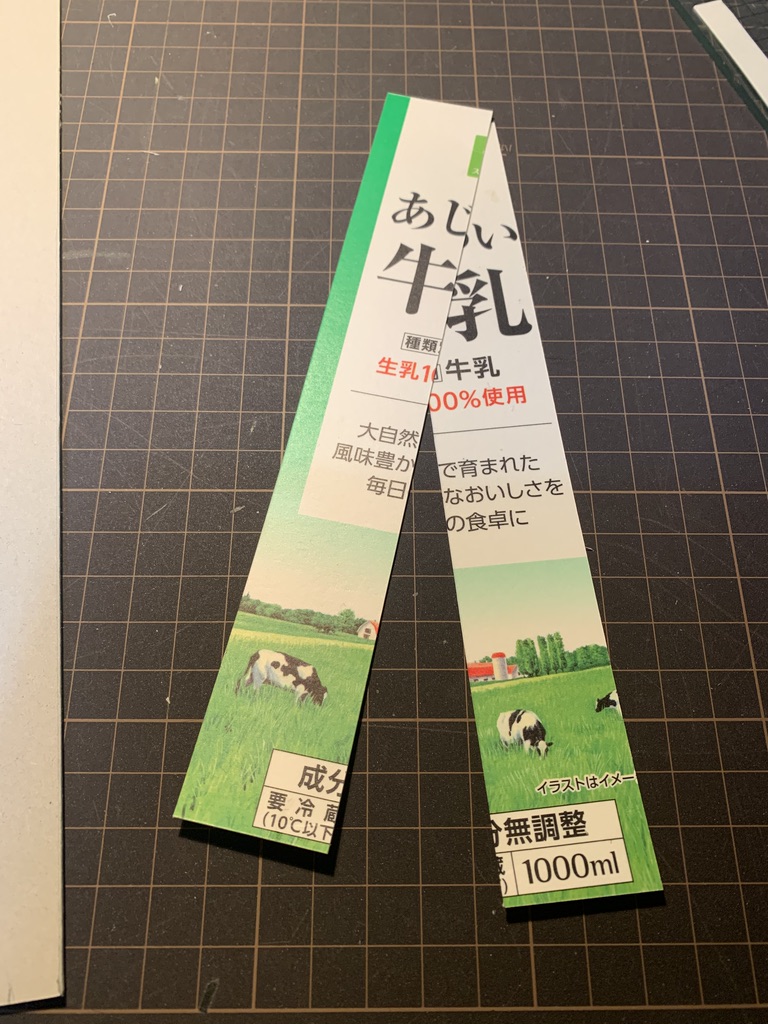 あじい
牛乳
種類 牛乳
生乳100%使用
大自然で育まれた
風味豊かなおいしさを
毎日の食卓に
イラストはイメー
成分無調整
要冷蔵
(10℃以下)
1000ml